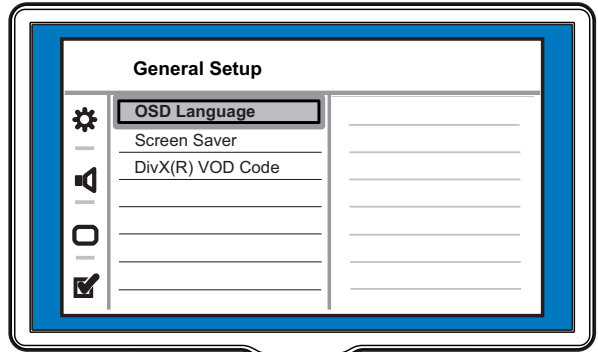 General Setup
OSD Language
Screen Saver
DivX(R) VOD Code